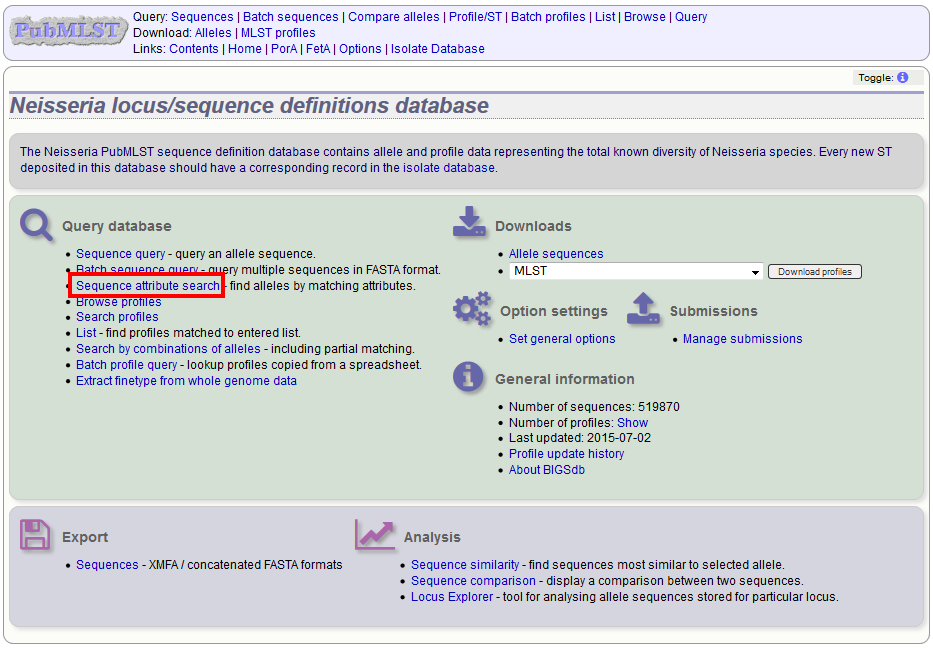 PubMLST
Query: Sequences | Batch sequences | Compare alleles | Profile/ST | Batch profiles | List | Browse | Query
Download: Alleles | MLST profiles
Links: Contents | Home | PorA | FetA | Options | Isolate Database
Toggle:
Neisseria locus/sequence definitions database
The Neisseria PubMLST sequence definition database contains allele and profile data representing the total known diversity of Neisseria species. Every new ST
deposited in this database should have a corresponding record in the isolate database.
Query database
• Sequence query - query an allele sequence.
• Batch sequence query - query multiple sequences in FASTA format.
• Sequence attribute search - find alleles by matching attributes.
• Browse profiles
• Search profiles
• List - find profiles matched to entered list.
• Search by combinations of alleles - including partial matching.
• Batch profile query - lookup profiles copied from a spreadsheet.
• Extract finetype from whole genome data
Downloads
• Allele sequences
• MLST Download profiles
Option settings
• Set general options
Submissions
• Manage submissions
General information
• Number of sequences: 519870
• Number of profiles: Show
• Last updated: 2015-07-02
• Profile update history
• About BIGSdb
Export
• Sequences - XMFA / concatenated FASTA formats
Analysis
• Sequence similarity - find sequences most similar to selected allele.
• Sequence comparison - display a comparison between two sequences.
• Locus Explorer - tool for analysing allele sequences stored for particular locus.